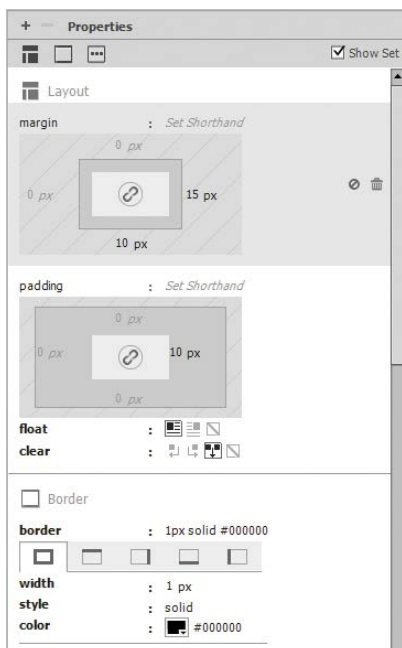 + − Properties
Show Set
Layout
margin : Set Shorthand
0 px
0 px 15 px
10 px
padding : Set Shorthand
0 px
0 px 10 px
0 px
float :
clear :
Border
border : 1px solid #000000
width : 1 px
style : solid
color : #000000